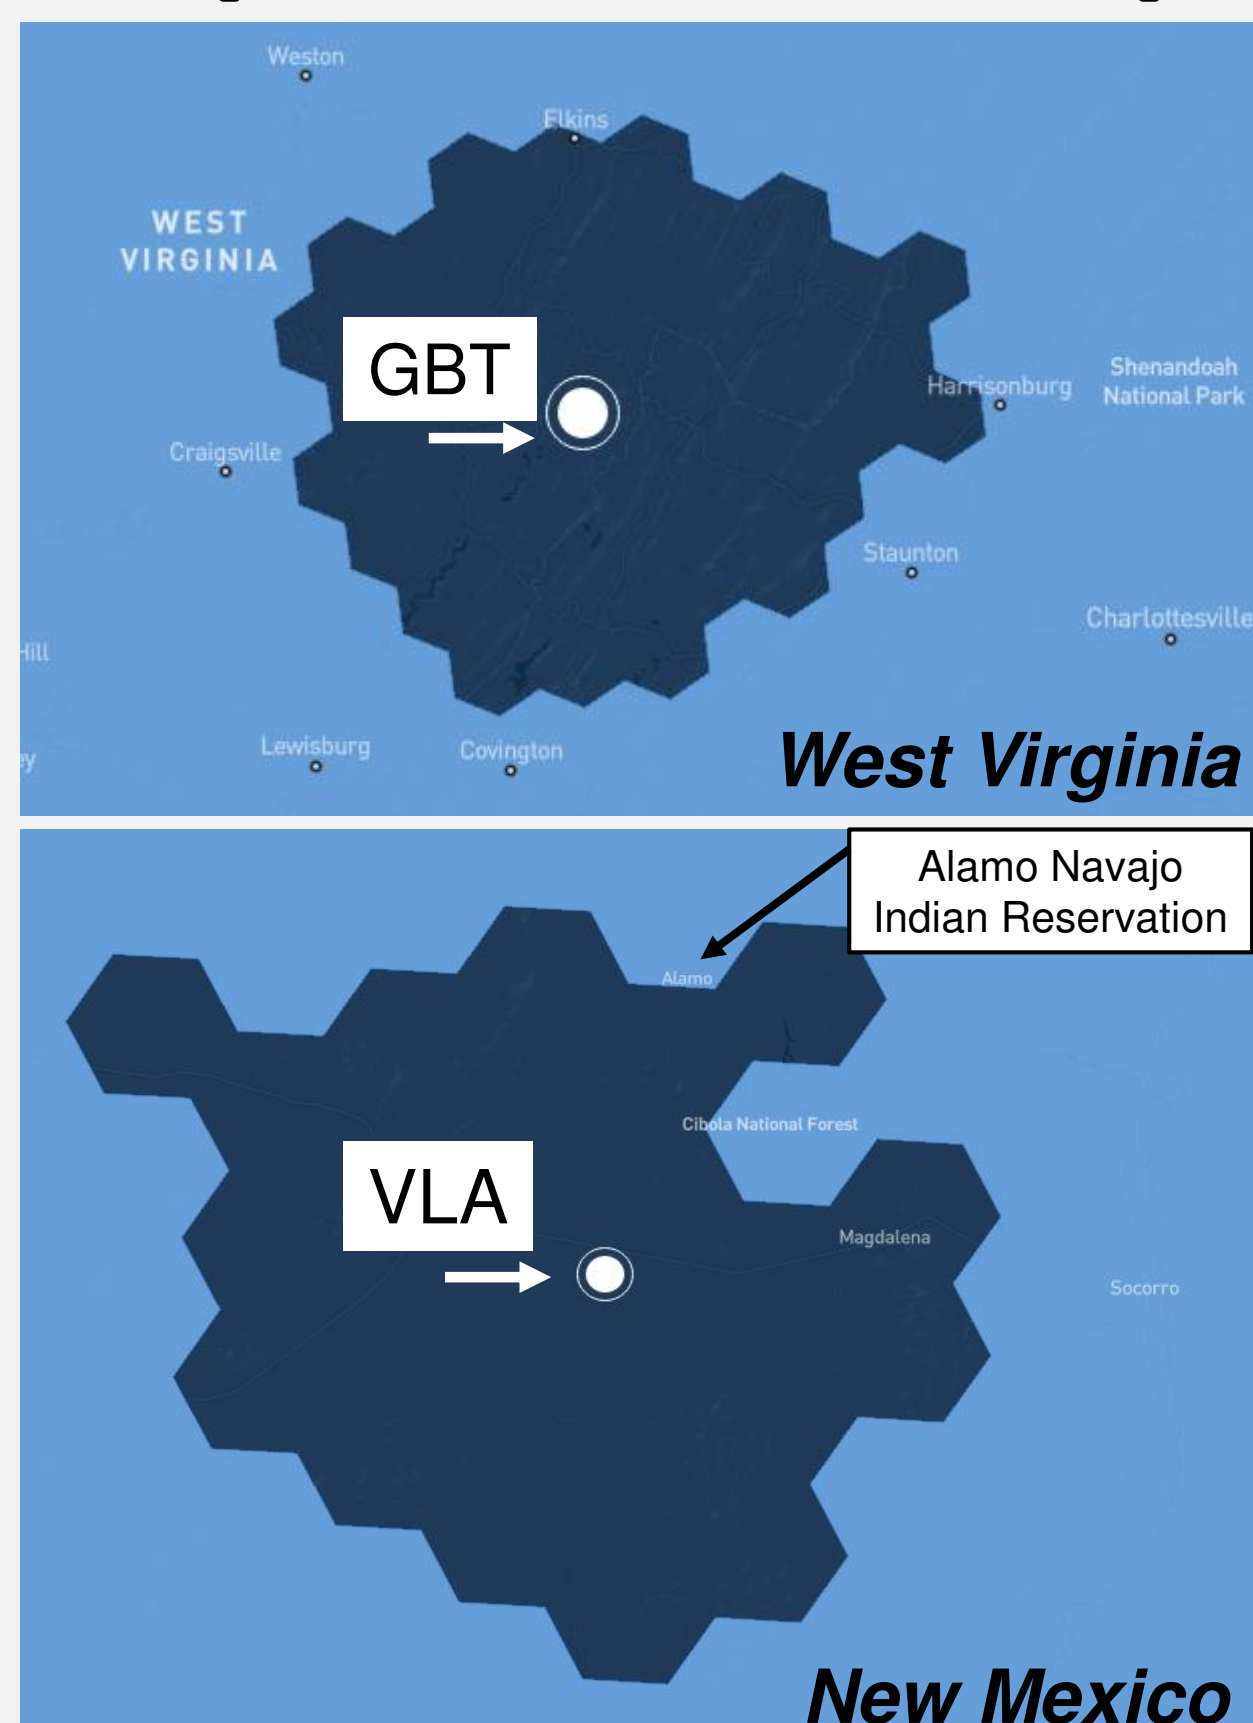 Weston
Elkins
WEST
VIRGINIA
GBT
Shenandoah
National Park
Harrisonburg
Craigsville
Staunton
Charlottesville
Hill
Lewisburg
Covington
West Virginia
Alamo Navajo
Indian Reservation
Alamo
Cibola National Forest
VLA
Magdalena
Socorro
New Mexico